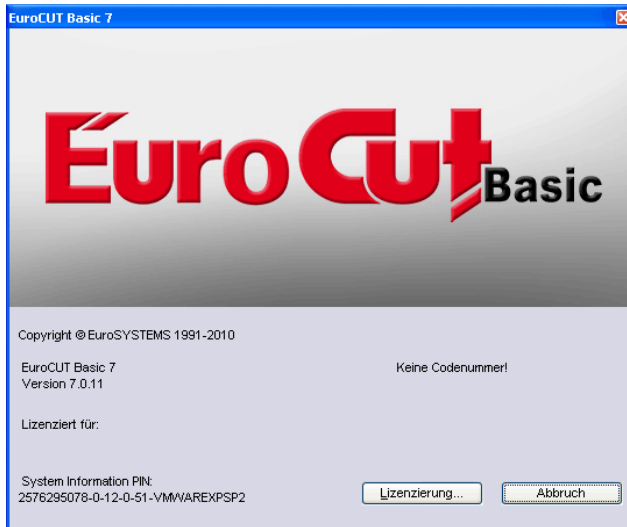 EuroCUT Basic 7
EuroCut Basic
Copyright © EuroSYSTEMS 1991-2010
EuroCUT Basic 7
Keine Codenummer!
Version 7.0.11
Lizenziert für:
System Information PIN:
2576295078-0-12-0-51-VMWAREXPSP2
Lizenzierung...
Abbruch